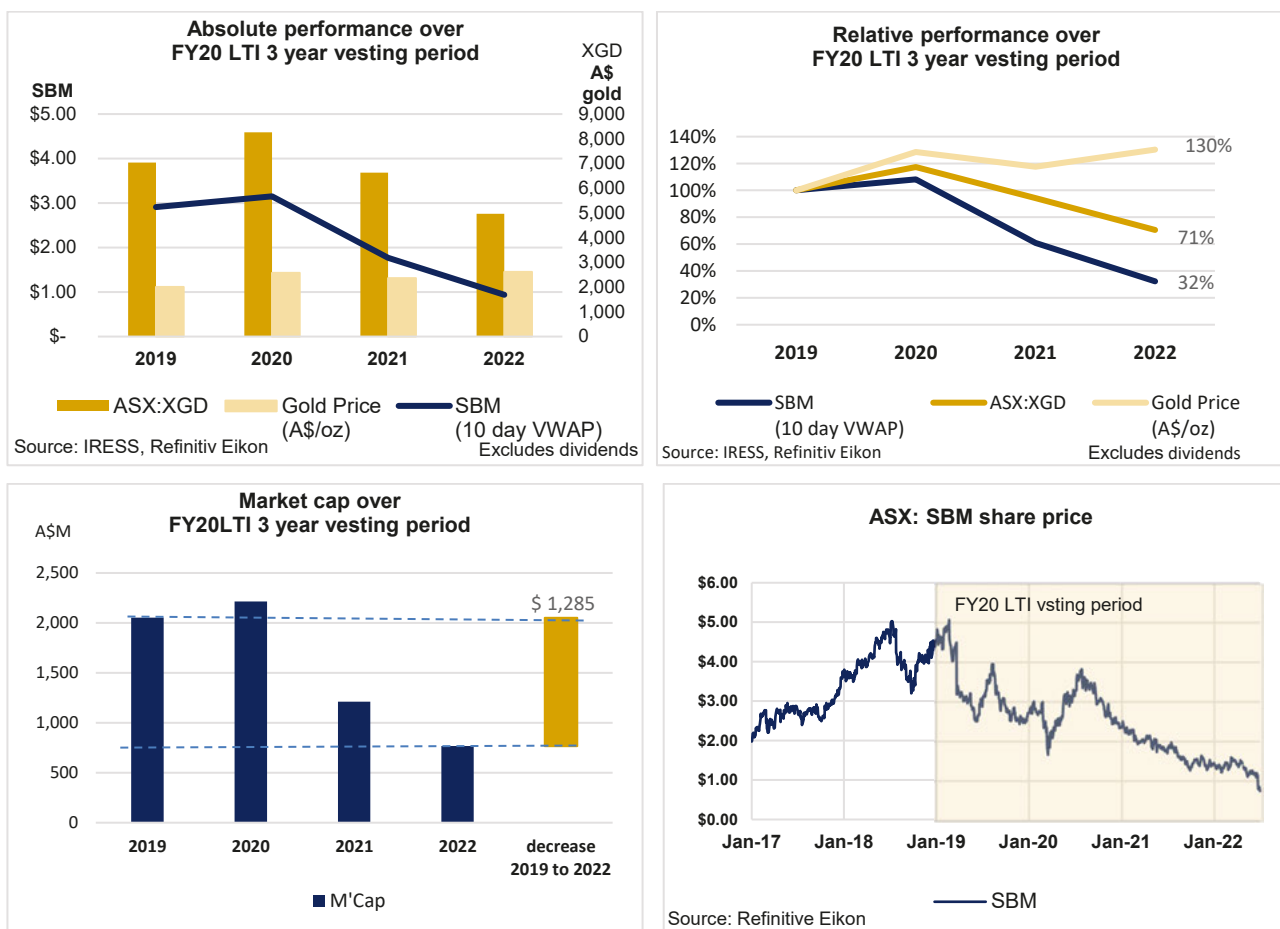 Absolute performance over
FY20 LTI 3 year vesting period
XGD
A$
gold
SBM
$5.00
$4.00
$3.00
$2.00
$1.00
$-
9,000
8,000
7,000
6,000
5,000
4,000
3,000
2,000
1,000
0
2019 2020 2021 2022
ASX:XGD Gold Price (A$/oz) SBM (10 day VWAP)
Source: IRESS, Refinitiv Eikon
Excludes dividends
Relative performance over
FY20 LTI 3 year vesting period
140%
120%
100%
80%
60%
40%
20%
0%
130%
71%
32%
2019 2020 2021 2022
SBM (10 day VWAP) ASX:XGD Gold Price (A$/oz)
Source: IRESS, Refinitiv Eikon
Excludes dividends
Market cap over
FY20LTI 3 year vesting period
A$M
2,500
2,000
1,500
1,000
500
0
$ 1,285
2019 2020 2021 2022 decrease 2019 to 2022
M'Cap
ASX: SBM share price
$6.00
$5.00
$4.00
$3.00
$2.00
$1.00
$0.00
FY20 LTI vsting period
Jan-17 Jan-18 Jan-19 Jan-20 Jan-21 Jan-22
SBM
Source: Refinitive Eikon